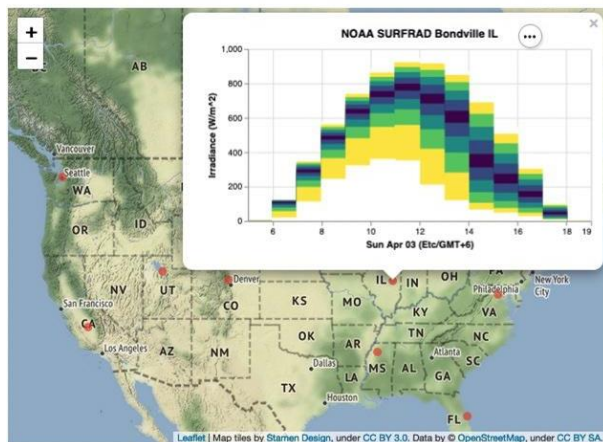 +
−
NOAA SURFRAD Bondville IL
×
Irradiance (W/m^2)
1,000
800
600
400
200
0
6
7
8
9
10
12
14
15
16
17
18
19
Sun Apr 03 (Etc/GMT+6)
AB
Vancouver
Seattle
WA
OR
ID
NV
UT
Denver
CO
KS
MO
IL
IN
OH
PA
Philadelphia
New York
City
KY
VA
San Francisco
CA
Los Angeles
AZ
NM
OK
AR
TN
NC
SC
Atlanta
Dallas
MS
AL
GA
LA
TX
Houston
FL
Leaflet | Map tiles by Stamen Design, under CC BY 3.0. Data by © OpenStreetMap, under CC BY SA.